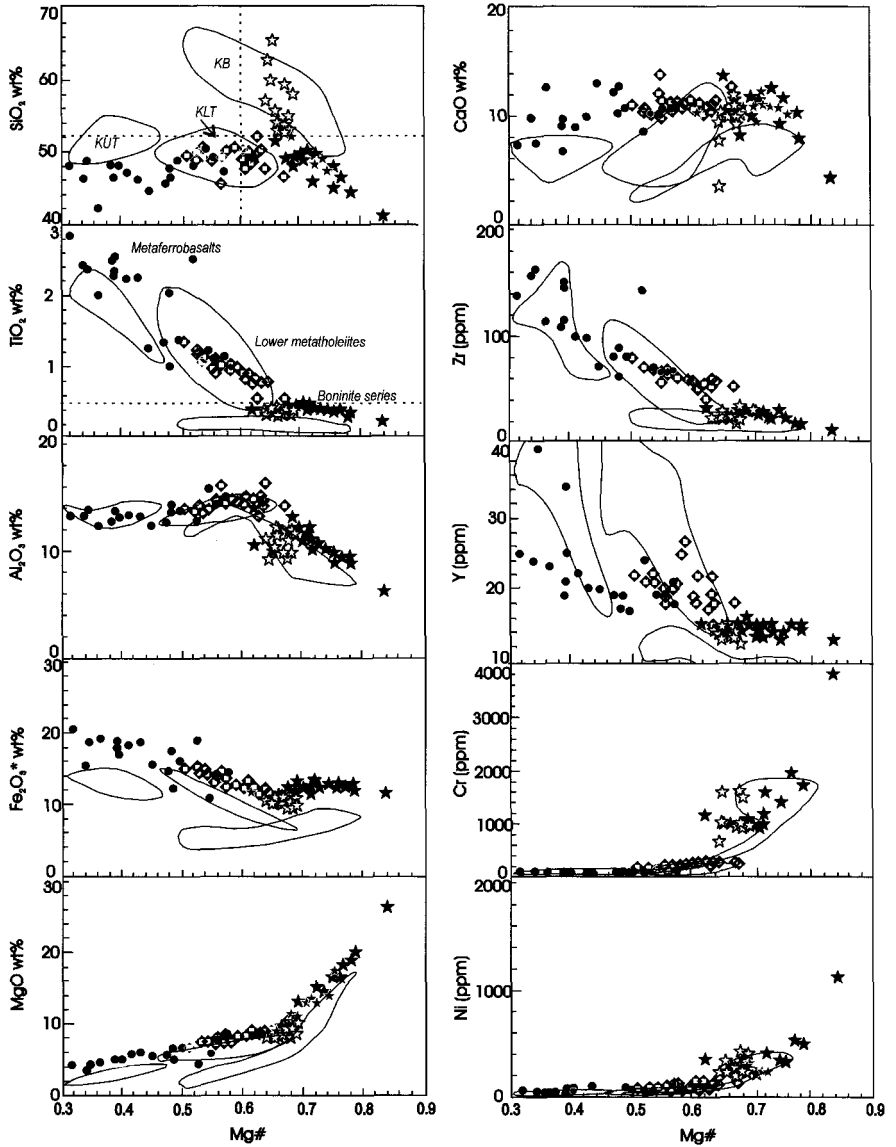 SiO₂ wt%
60
50
40
KB
KLT
KUT
TiO₂ wt%
3
2
1
0
Metaferrobasalts
Lower metatholeiites
Boninite series
Al₂O₃ wt%
20
10
0
Fe₂O₃* wt%
30
20
10
0
MgO wt%
30
20
10
0
0.3 0.4 0.5 0.6 0.7 0.8 0.9
Mg#
CaO wt%
20
10
0
Zr (ppm)
200
100
0
Y (ppm)
40
30
20
10
Cr (ppm)
4000
3000
2000
1000
0
Ni (ppm)
2000
1000
0
0.3 0.4 0.5 0.6 0.7 0.8 0.9
Mg#